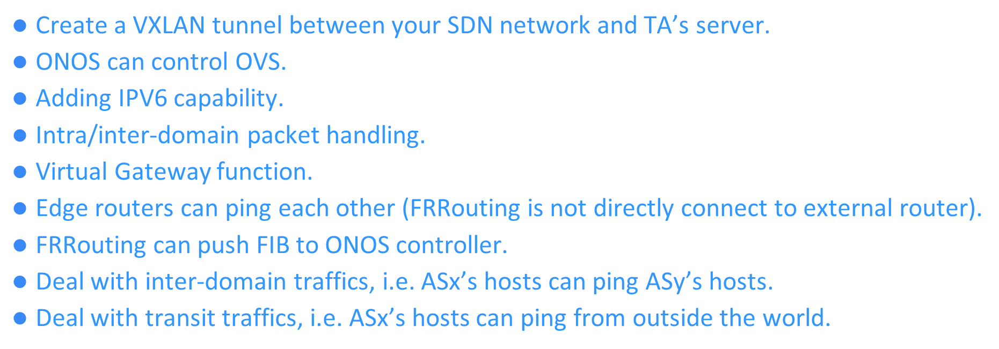 ● Create a VXLAN tunnel between your SDN network and TA’s server.
● ONOS can control OVS.
● Adding IPV6 capability.
● Intra/inter-domain packet handling.
● Virtual Gateway function.
● Edge routers can ping each other (FRRouting is not directly connect to external router).
● FRRouting can push FIB to ONOS controller.
● Deal with inter-domain traffics, i.e. ASx’s hosts can ping ASy’s hosts.
● Deal with transit traffics, i.e. ASx’s hosts can ping from outside the world.